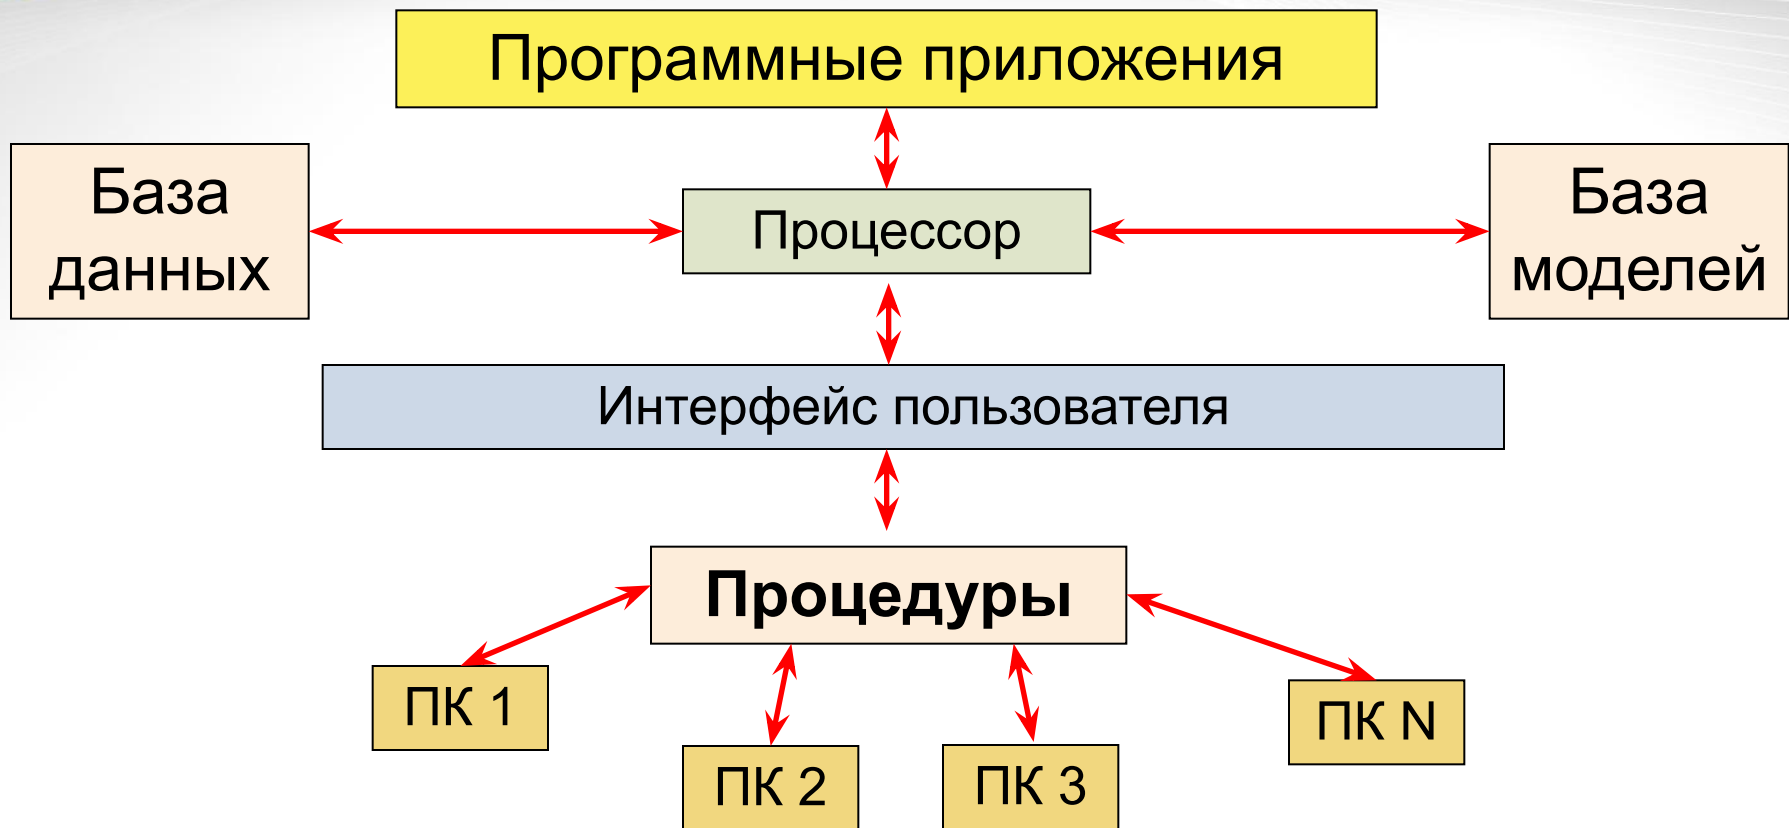 Программные приложения
База
данных
Процессор
База
моделей
Интерфейс пользователя
Процедуры
ПК 1
ПК 2
ПК 3
ПК N